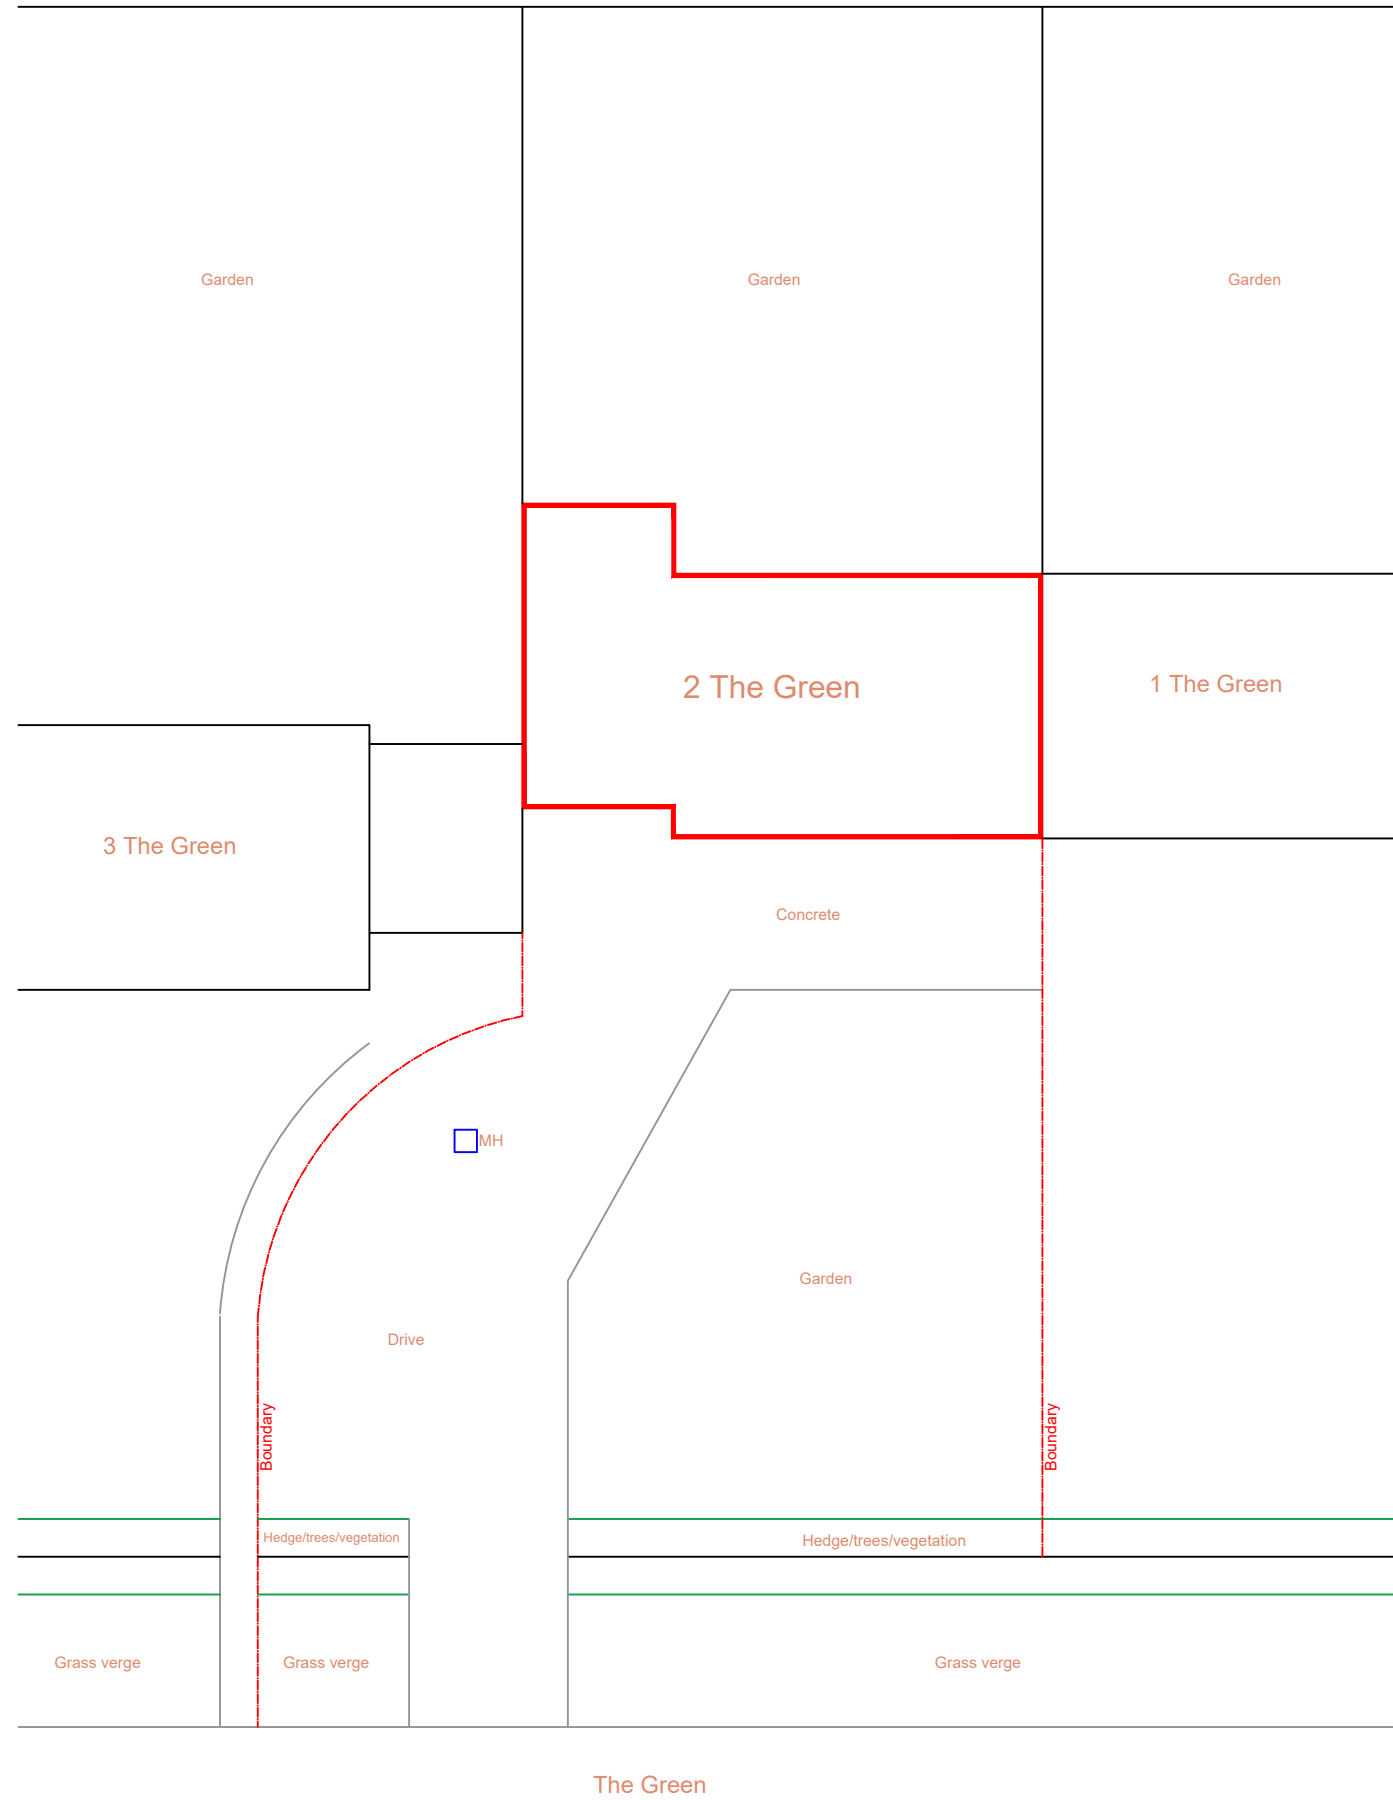 Garden
Garden
Garden
2 The Green
1 The Green
3 The Green
Concrete
MH
Garden
Drive
Boundary
Boundary
Hedge/trees/vegetation
Hedge/trees/vegetation
Grass verge
Grass verge
Grass verge
The Green